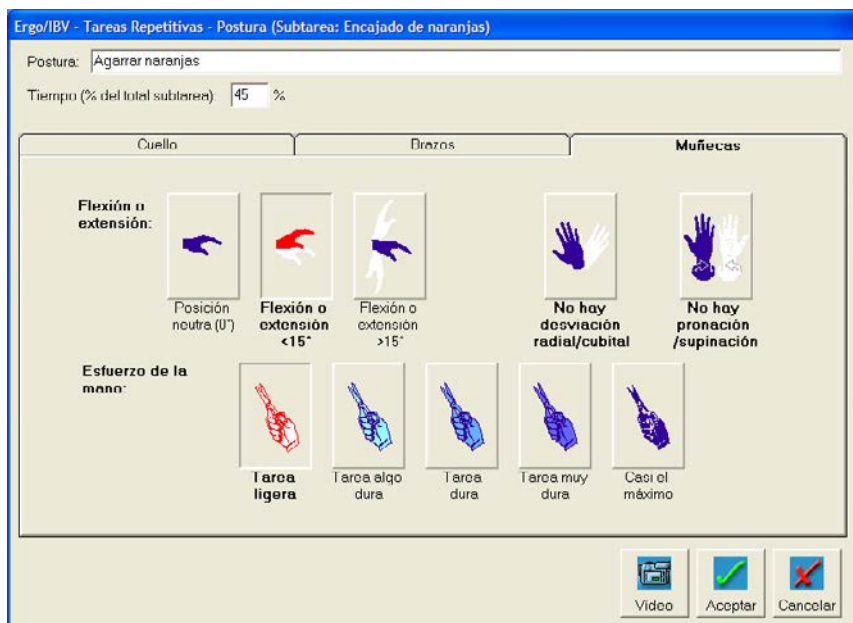 Ergo/IBV - Tareas Repetitivas - Postura (Subtarea: Encajado de naranjas)
Postura: Agarrar naranjas
Tiempo (% del total subtarea): 45 %
Cuello Brazos Muñecas
Flexión o
extensión:
Posición
neutra (0°)
Flexión o
extensión
<15°
Flexión o
extensión
>15°
No hay
desviación
radial/cubital
No hay
pronación
/supinación
Esfuerzo de la
mano:
Tarea
ligera
Tarea algo
dura
Tarea
dura
Tarea muy
dura
Casi el
máximo
Video Aceptar Cancelar